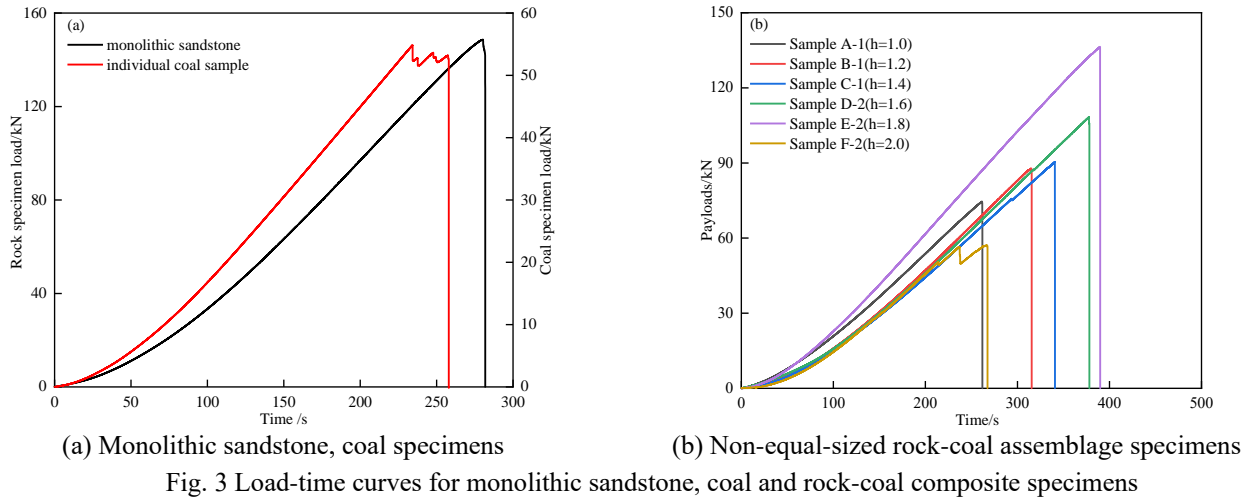 (a)
monolithic sandstone
individual coal sample
160
120
80
40
0
Rock specimen load/kN
60
50
40
30
20
10
0
Coal specimen load/kN
0 50 100 150 200 250 300
Time /s
(a) Monolithic sandstone, coal specimens
(b)
Sample A-1(h=1.0)
Sample B-1(h=1.2)
Sample C-1(h=1.4)
Sample D-2(h=1.6)
Sample E-2(h=1.8)
Sample F-2(h=2.0)
150
120
90
60
30
0
Payloads/kN
0 100 200 300 400 500
Time/s
(b) Non-equal-sized rock-coal assemblage specimens
Fig. 3 Load-time curves for monolithic sandstone, coal and rock-coal composite specimens